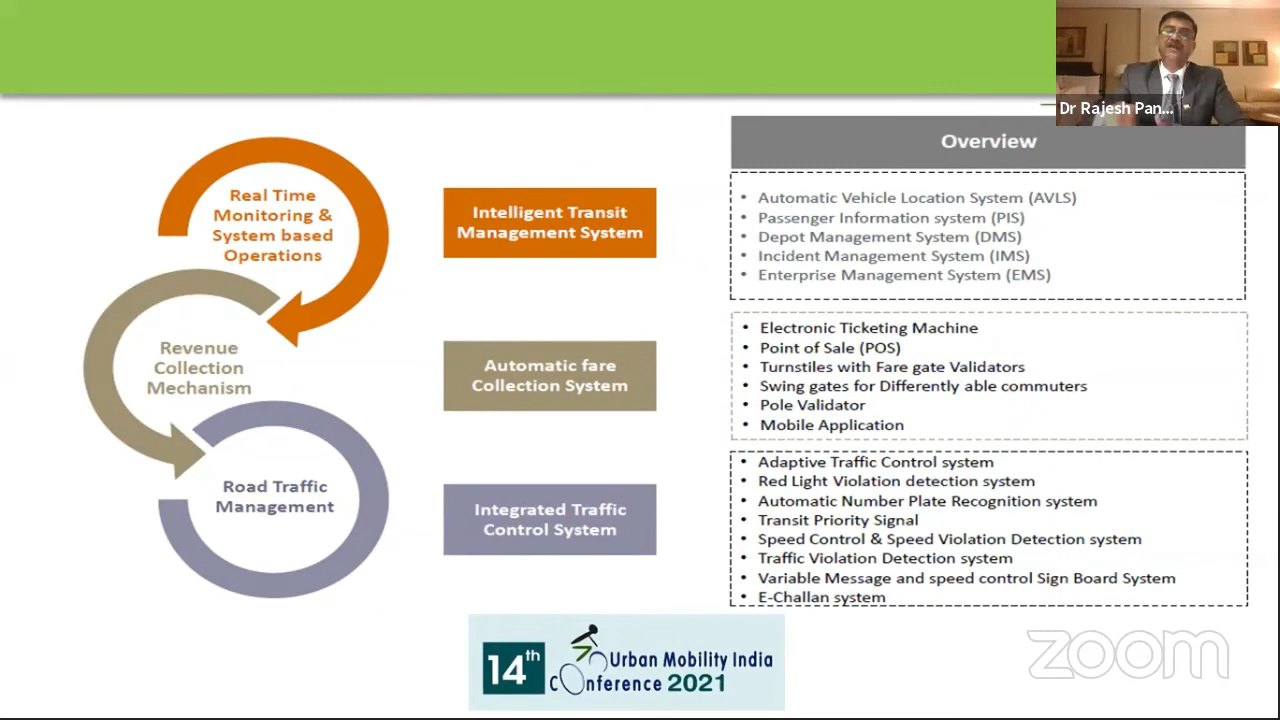 Dr Rajesh Pan...
Overview
Real Time
Monitoring &
System based
Operations
Intelligent Transit
Management System
• Automatic Vehicle Location System (AVLS)
• Passenger Information system (PIS)
• Depot Management System (DMS)
• Incident Management System (IMS)
• Enterprise Management System (EMS)
Revenue
Collection
Mechanism
Automatic fare
Collection System
• Electronic Ticketing Machine
• Point of Sale (POS)
• Turnstiles with Fare gate Validators
• Swing gates for Differently able commuters
• Pole Validator
• Mobile Application
Road Traffic
Management
Integrated Traffic
Control System
• Adaptive Traffic Control system
• Red Light Violation detection system
• Automatic Number Plate Recognition system
• Transit Priority Signal
• Speed Control & Speed Violation Detection system
• Traffic Violation Detection system
• Variable Message and speed control Sign Board System
• E-Challan system
14th
Urban Mobility India
Conference 2021
zoom